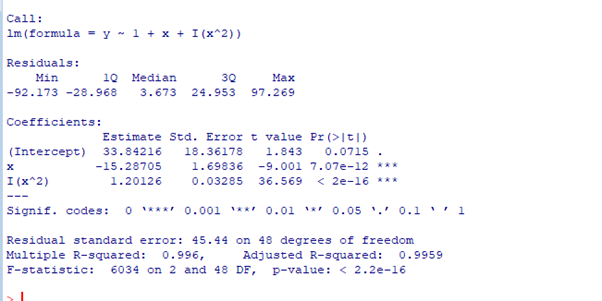 Call:
lm(formula = y ~ 1 + x + I(x^2))
Residuals:
    Min      1Q  Median      3Q     Max
-92.173 -28.968   3.673  24.953  97.269
Coefficients:
            Estimate Std. Error t value Pr(>|t|)
(Intercept)  33.84216   18.36178   1.843   0.0715 .
x           -15.28705    1.69836  -9.001 7.07e-12 ***
I(x^2)        1.20126    0.03285  36.569  < 2e-16 ***
---
Signif. codes:  0 ‘***’ 0.001 ‘**’ 0.01 ‘*’ 0.05 ‘.’ 0.1 ‘ ’ 1
Residual standard error: 45.44 on 48 degrees of freedom
Multiple R-squared:  0.996,     Adjusted R-squared:  0.9959
F-statistic:  6034 on 2 and 48 DF,  p-value: < 2.2e-16
>